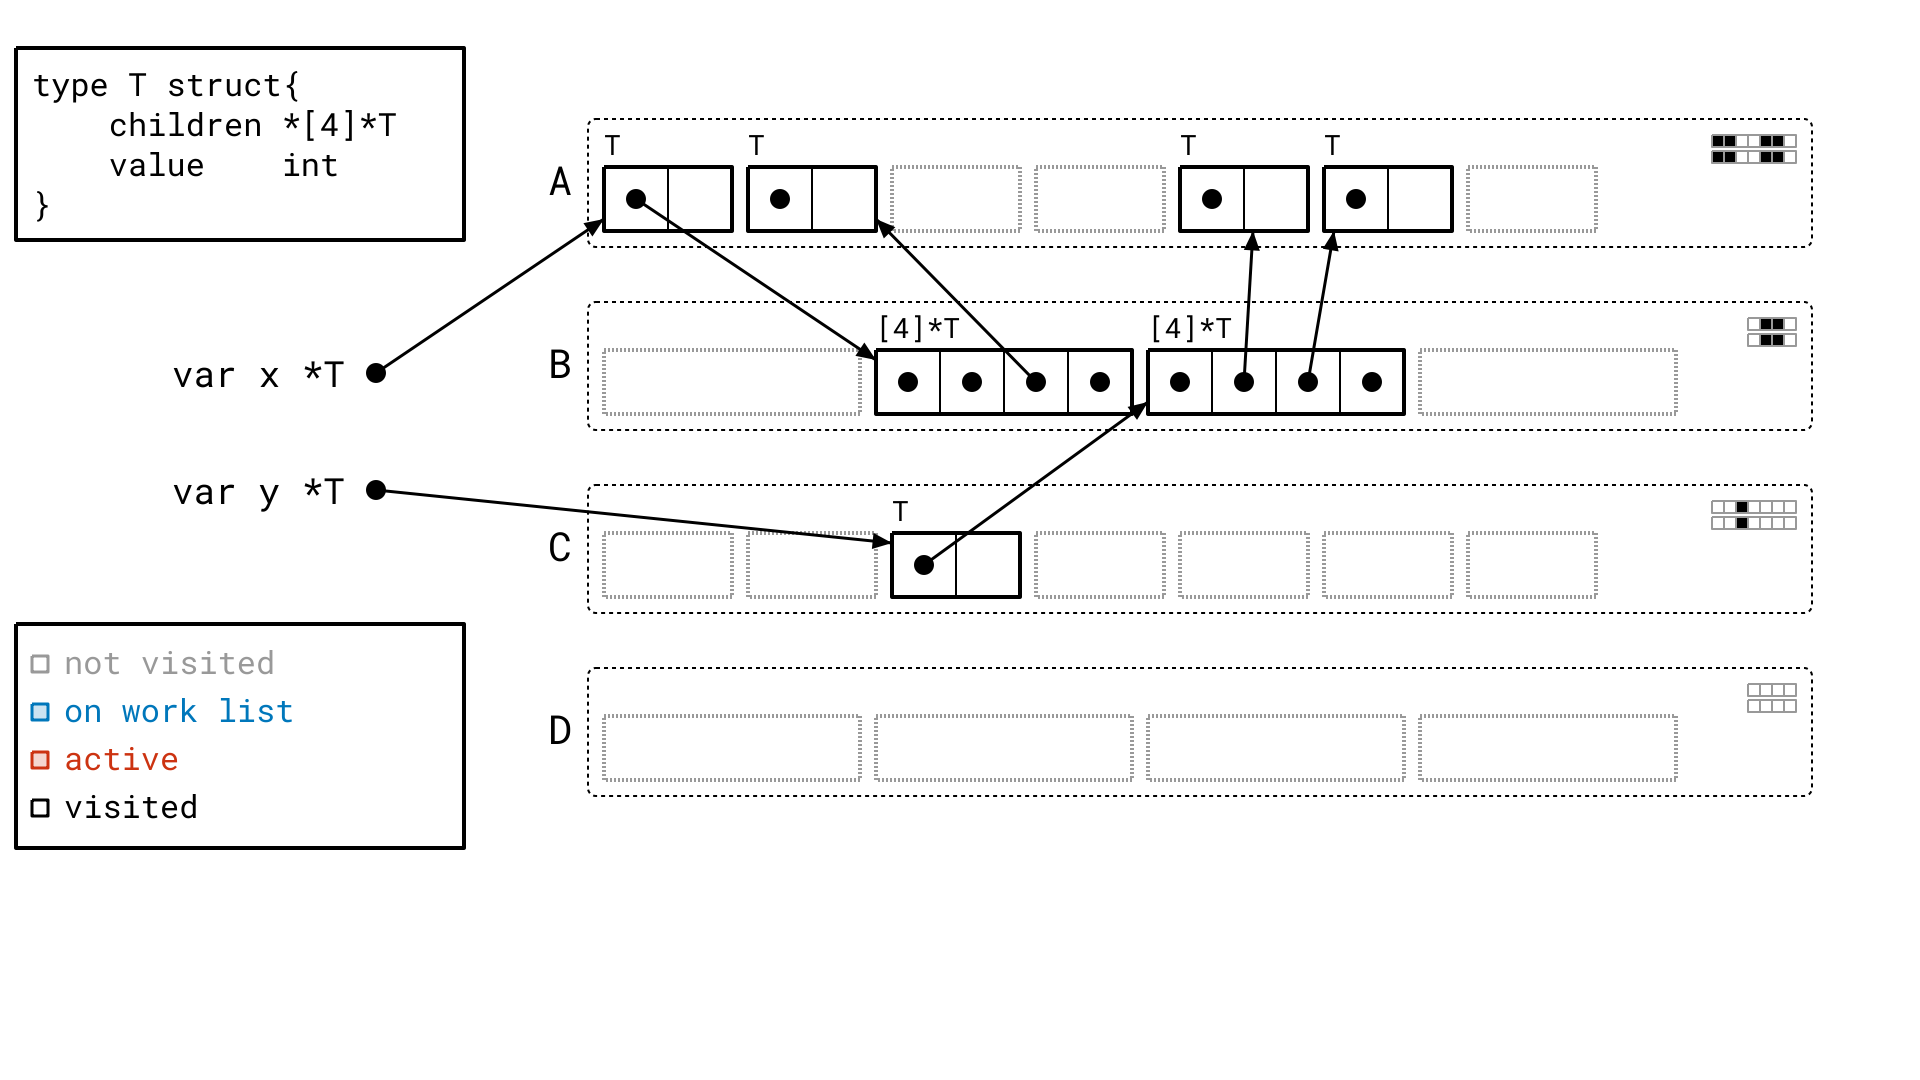 type T struct{
    children *[4]*T
    value    int
}
var x *T
var y *T
not visited
on work list
active
visited
A
T T T T
B
[4]*T [4]*T
C
T
D